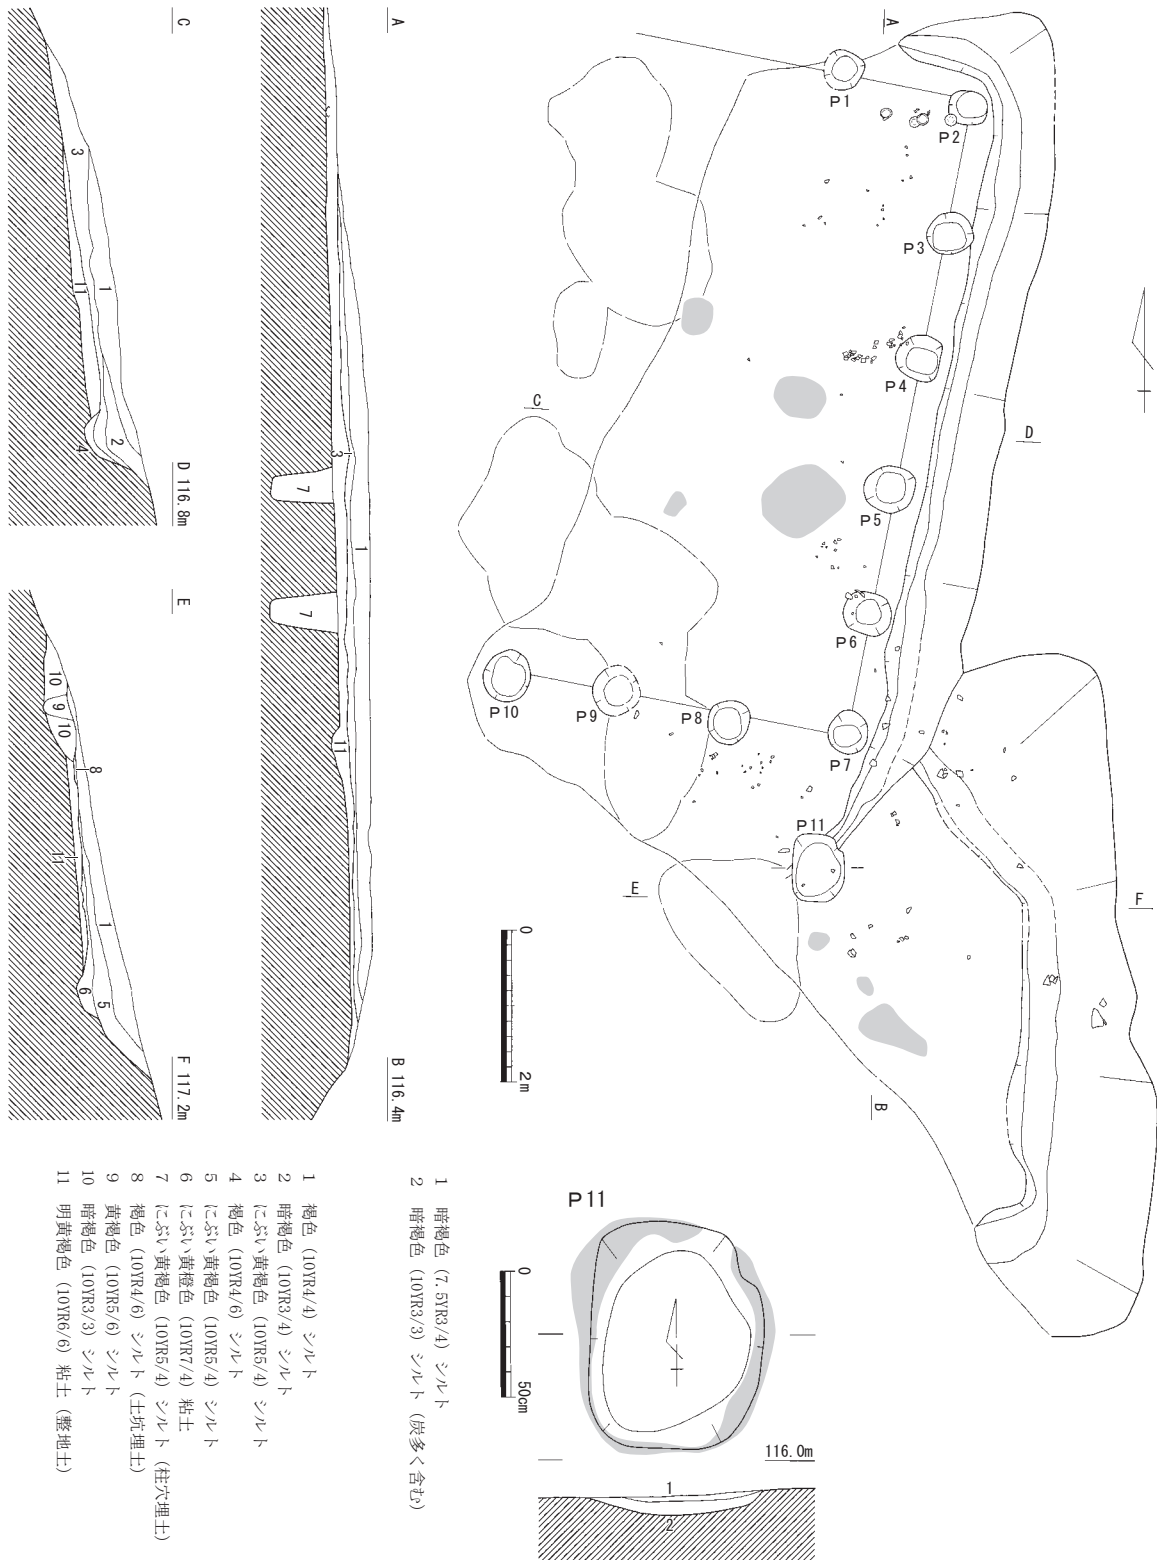 A
P1
P2
P3
P4
P5
P6
P7
P8
P9
P10
P11
C
D
E
F
B
0
2m
A
B 116.4m
1
3
7
7
11
C
D 116.8m
3
1
11
2
4
E
F 117.2m
10
9
10
8
11
1
6
5
1 褐色 (10YR4/4) シルト
2 暗褐色 (10YR3/4) シルト
3 にぶい黄褐色 (10YR5/4) シルト
4 褐色 (10YR4/6) シルト
5 にぶい黄褐色 (10YR5/4) シルト
6 にぶい黄橙色 (10YR7/4) 粘土
7 にぶい黄褐色 (10YR5/4) シルト (柱穴埋土)
8 褐色 (10YR4/6) シルト (土坑埋土)
9 黄褐色 (10YR5/6) シルト
10 暗褐色 (10YR3/3) シルト
11 明黄褐色 (10YR6/6) 粘土 (整地土)
1 暗褐色 (7.5YR3/4) シルト
2 暗褐色 (10YR3/3) シルト (炭多く含む)
P11
0
50cm
116.0m
1
2